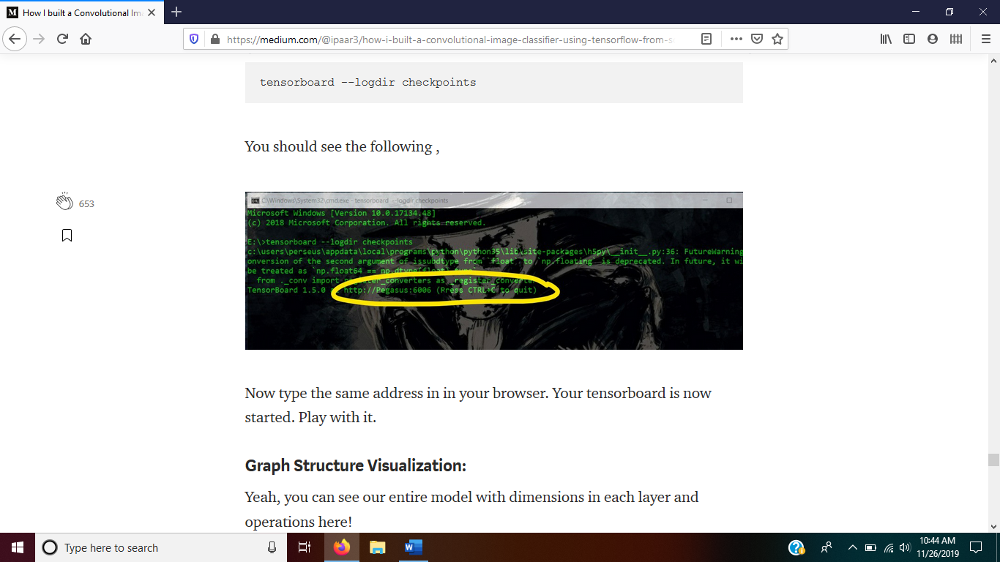 How I built a Convolutional Im
https://medium.com/@ipaar3/how-i-built-a-convolutional-image-classifier-using-tensorflow-from-s
tensorboard --logdir checkpoints
You should see the following ,
653
C:\Windows\System32\cmd.exe - tensorboard --logdir checkpoints
Microsoft Windows [Version 10.0.17134.48]
(c) 2018 Microsoft Corporation. All rights reserved.
E:\>tensorboard --logdir checkpoints
c:\users\perseus\appdata\local\programs\python\python35\lib\site-packages\h5py\__init__.py:36: FutureWarning
onversion of the second argument of issubdtype from `float` to `np.floating` is deprecated. In future, it wi
be treated as `np.float64 == np.dtype(float).type`.
from ._conv import register_converters as _register_converte
TensorBoard 1.5.0 at http://Pegasus:6006 (Press CTRL+C to quit)
Now type the same address in in your browser. Your tensorboard is now
started. Play with it.
Graph Structure Visualization:
Yeah, you can see our entire model with dimensions in each layer and
operations here!
Type here to search
10:44 AM
11/26/2019